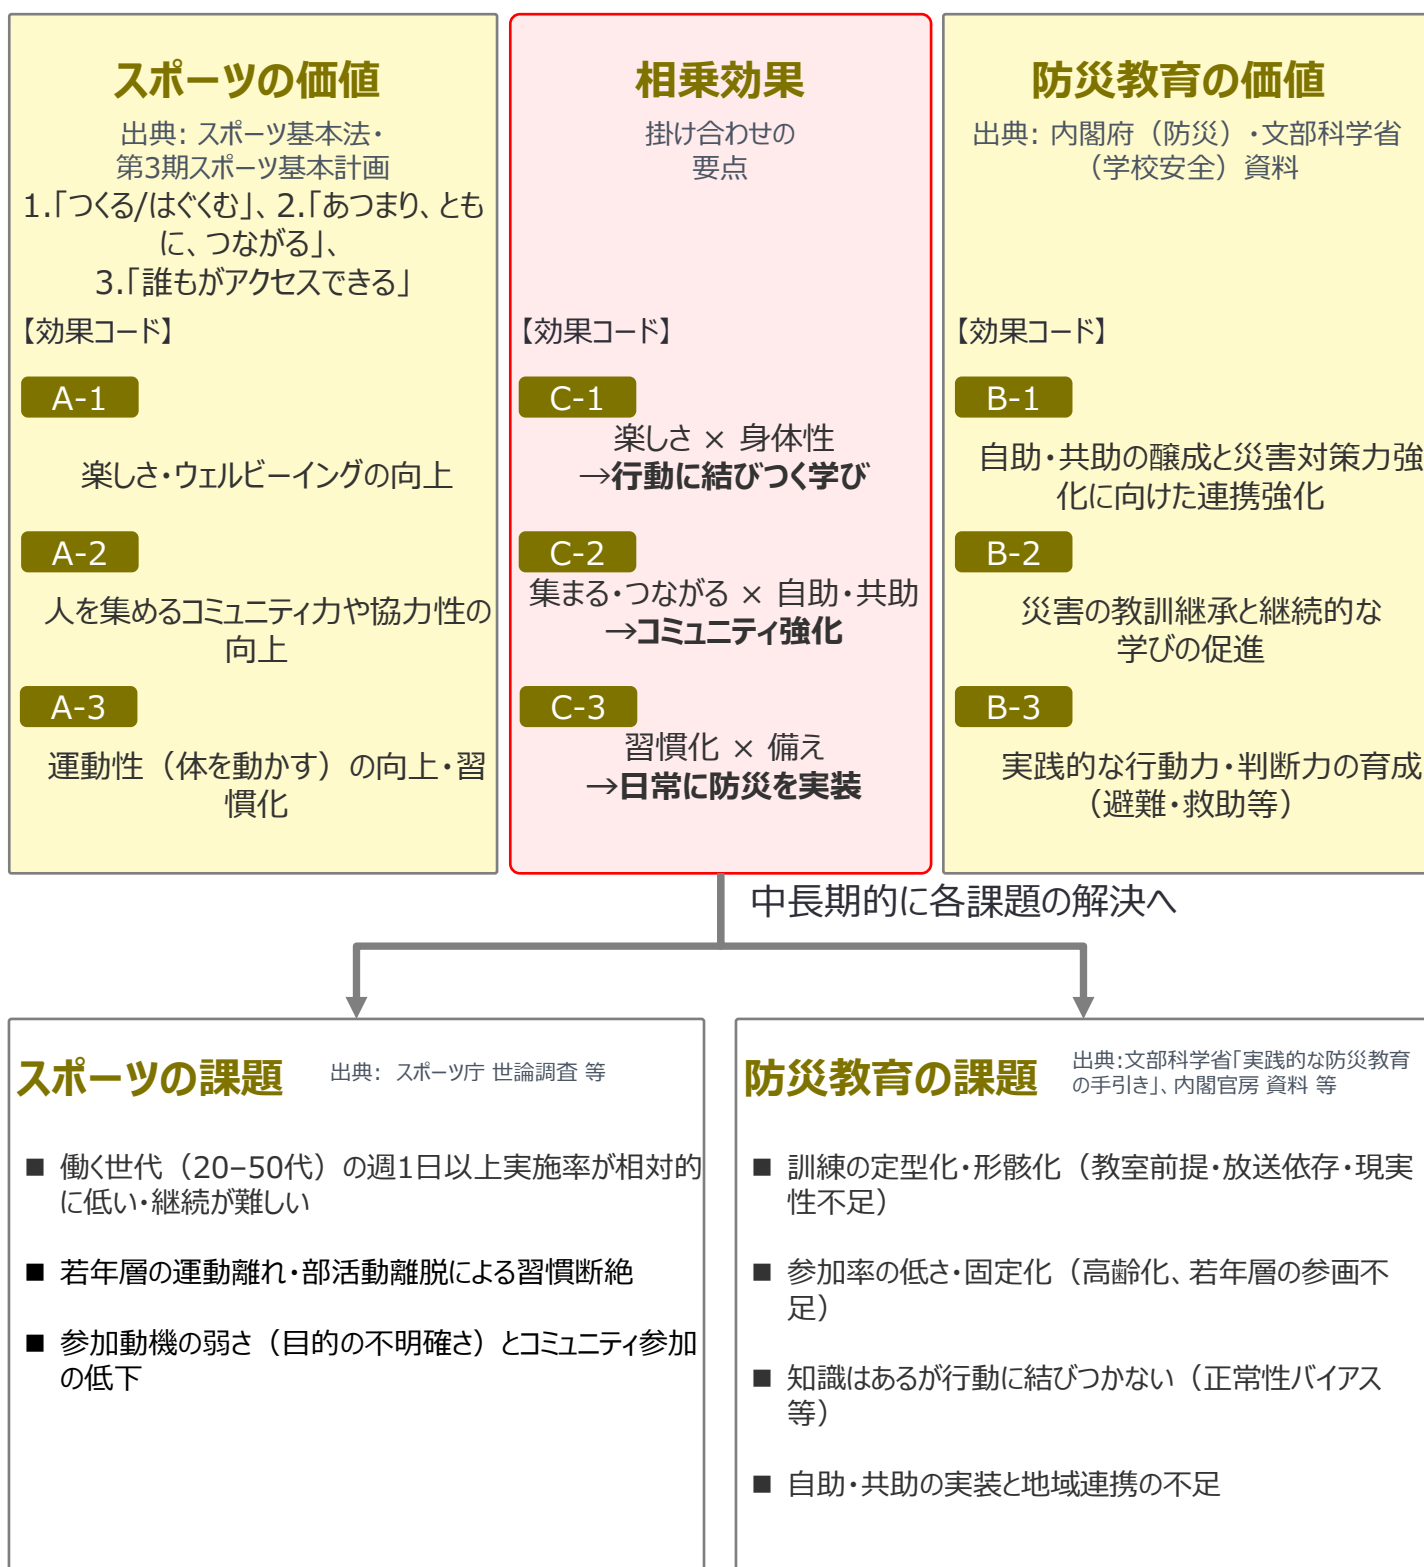 スポーツの価値
出典: スポーツ基本法・
第3期スポーツ基本計画
1.「つくる/はぐくむ」、2.「あつまり、とも
に、つながる」、
3.「誰もがアクセスできる」
【効果コード】
A-1
楽しさ・ウェルビーイングの向上
A-2
人を集めるコミュニティ力や協力性の
向上
A-3
運動性（体を動かす）の向上・習
慣化
相乗効果
掛け合わせの
要点
【効果コード】
C-1
楽しさ × 身体性
→行動に結びつく学び
C-2
集まる・つながる × 自助・共助
→コミュニティ強化
C-3
習慣化 × 備え
→日常に防災を実装
防災教育の価値
出典: 内閣府（防災）・文部科学省
（学校安全）資料
【効果コード】
B-1
自助・共助の醸成と災害対策力強
化に向けた連携強化
B-2
災害の教訓継承と継続的な
学びの促進
B-3
実践的な行動力・判断力の育成
（避難・救助等）
中長期的に各課題の解決へ
スポーツの課題
出典: スポーツ庁 世論調査 等
■ 働く世代（20–50代）の週1日以上実施率が相対的
に低い・継続が難しい
■ 若年層の運動離れ・部活動離脱による習慣断絶
■ 参加動機の弱さ（目的の不明確さ）とコミュニティ参加
の低下
防災教育の課題
出典:文部科学省「実践的な防災教育
の手引き」、内閣官房 資料 等
■ 訓練の定型化・形骸化（教室前提・放送依存・現実
性不足）
■ 参加率の低さ・固定化（高齢化、若年層の参画不
足）
■ 知識はあるが行動に結びつかない（正常性バイアス
等）
■ 自助・共助の実装と地域連携の不足